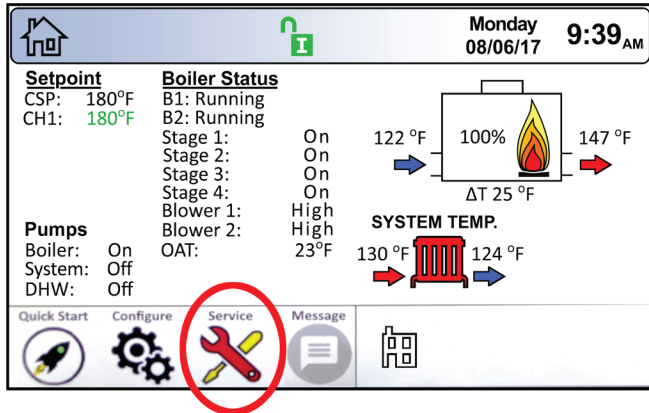 Monday
08/06/17
9:39 AM
I
Setpoint
CSP: 180°F
CH1: 180°F
Boiler Status
B1: Running
B2: Running
Stage 1: On
Stage 2: On
Stage 3: On
Stage 4: On
Blower 1: High
Blower 2: High
OAT: 23°F
Pumps
Boiler: On
System: Off
DHW: Off
122 °F
100%
147 °F
ΔT 25 °F
SYSTEM TEMP.
130 °F
124 °F
Quick Start
Configure
Service
Message